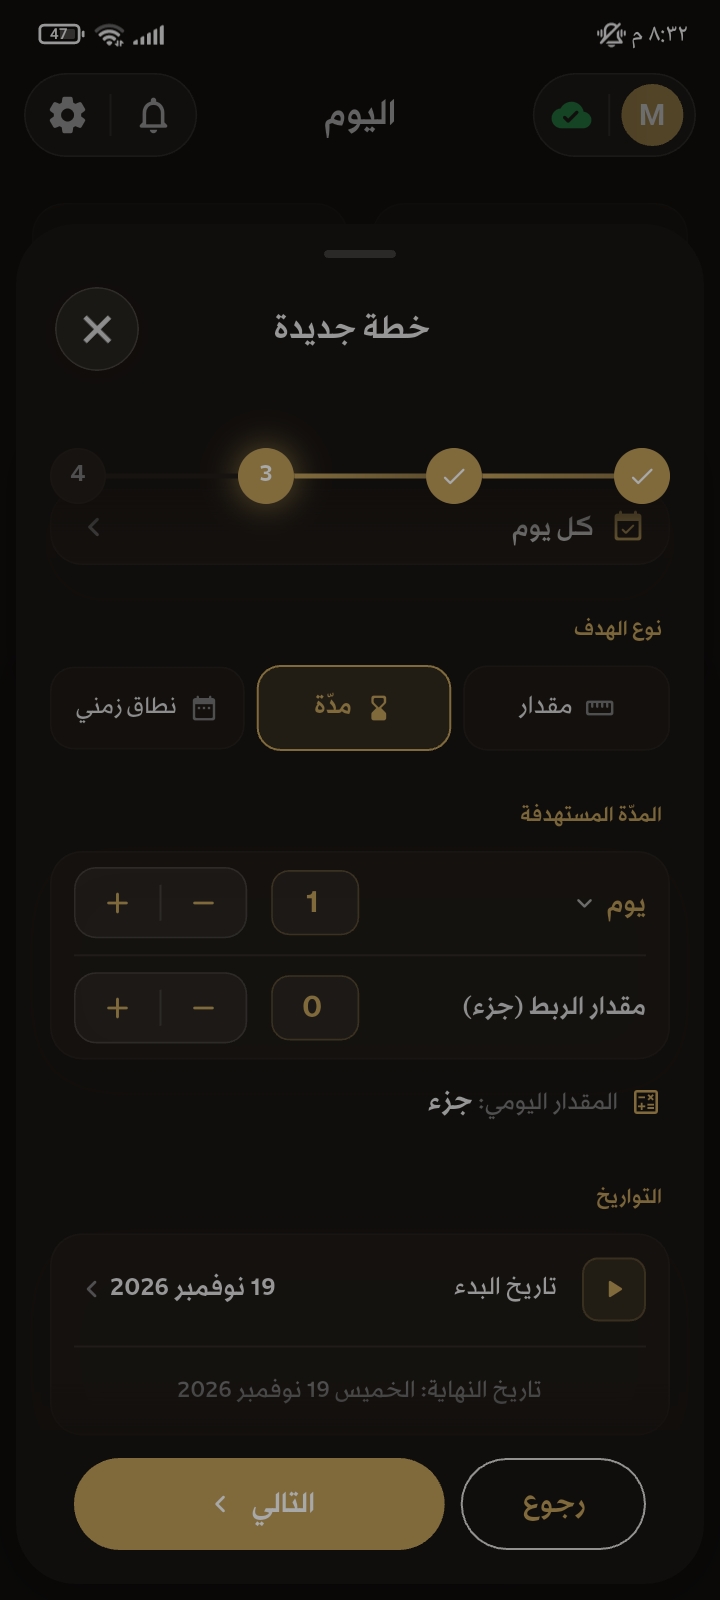 ٨:٣٢ م 47
M اليوم
خطة جديدة
3 4
كل يوم
نوع الهدف
مقدار مدّة نطاق زمني
المدّة المستهدفة
يوم 1
مقدار الربط (جزء) 0
المقدار اليومي: جزء
التواريخ
تاريخ البدء 19 نوفمبر 2026
تاريخ النهاية: الخميس 19 نوفمبر 2026
رجوع التالي